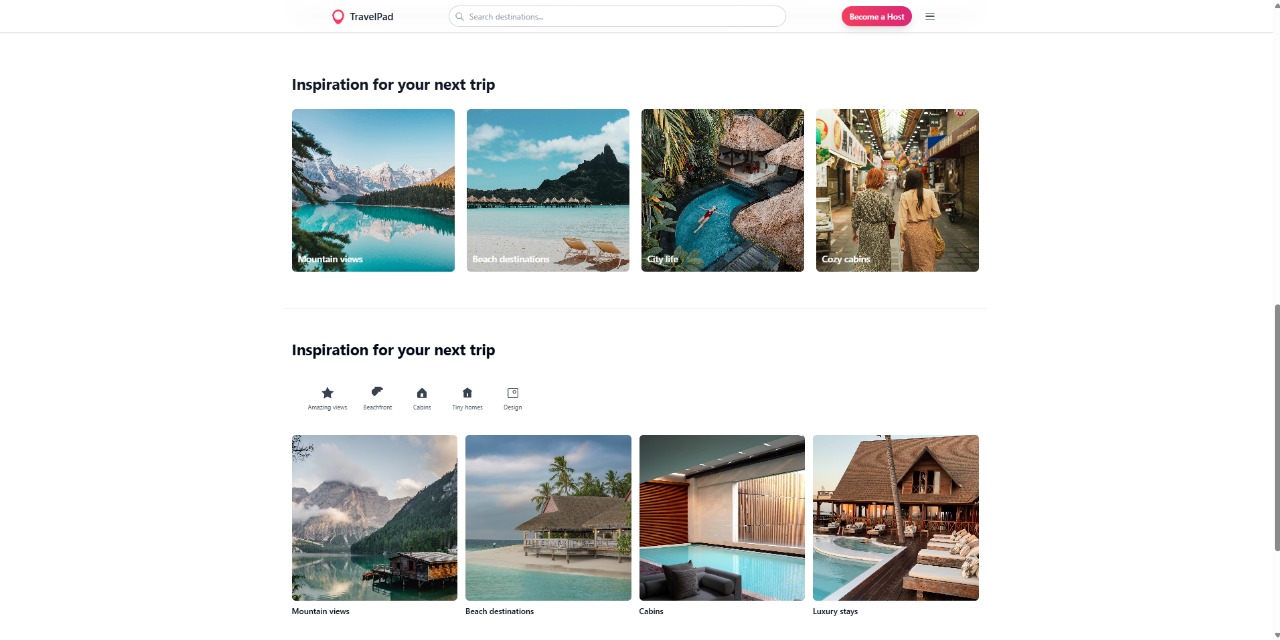 TravelPad
Search destinations...
Become a Host
Inspiration for your next trip
Mountain views
Beach destinations
City life
Cozy cabins
Inspiration for your next trip
Amazing views
Beachfront
Cabins
Tiny homes
Design
Mountain views
Beach destinations
Cabins
Luxury stays